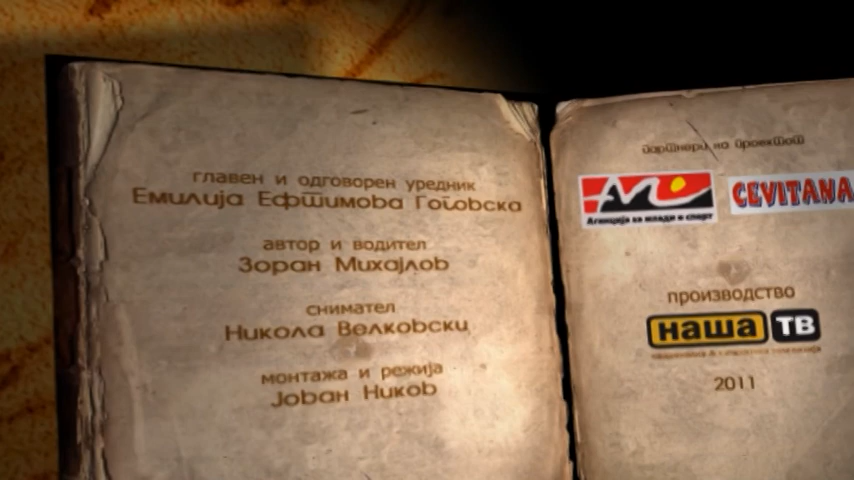 главен и одговорен уредник
Емилија Ефтимова Гоговска
автор и водител
Зоран Михајлов
снимател
Никола Велковски
монтажа и режија
Јован Ников
партнери на проектот
Агенција за млади и спорт
CEVITANA
производство
наша ТВ
2011